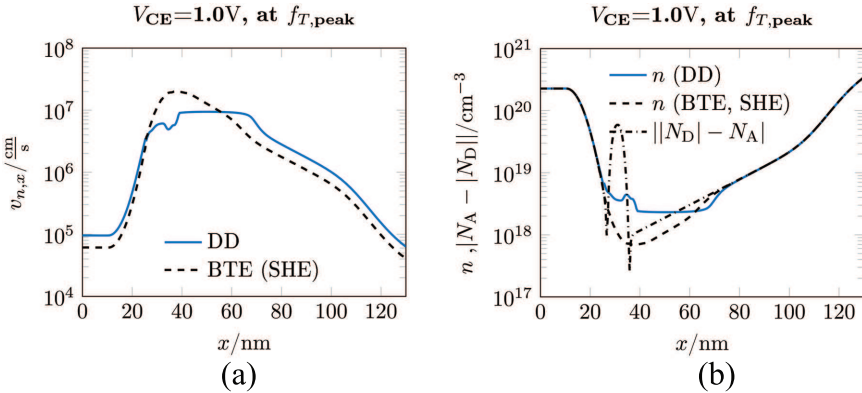 V_CE=1.0V, at f_T,peak
10^8
10^7
10^6
10^5
10^4
v_n,x/ cm/s
DD
BTE (SHE)
0 20 40 60 80 100 120
x/nm
(a)
V_CE=1.0V, at f_T,peak
10^21
10^20
10^19
10^18
10^17
n ,|N_A − |N_D||/cm^−3
n (DD)
n (BTE, SHE)
||N_D| − N_A|
0 20 40 60 80 100 120
x/nm
(b)